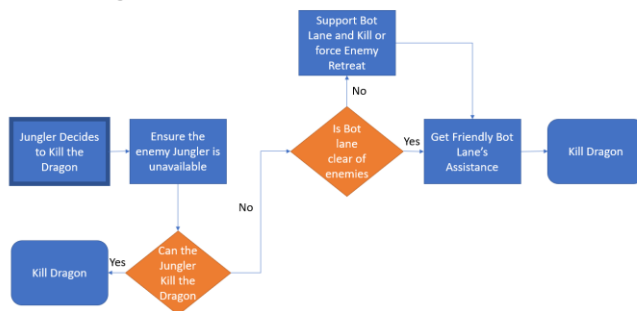 Support Bot
Lane and Kill or
force Enemy
Retreat
No
Jungler Decides
to Kill the
Dragon
Ensure the
enemy Jungler is
unavailable
Is Bot
lane
clear of
enemies
Yes
Get Friendly Bot
Lane's
Assistance
Kill Dragon
No
Kill Dragon
Yes
Can the
Jungler
Kill the
Dragon